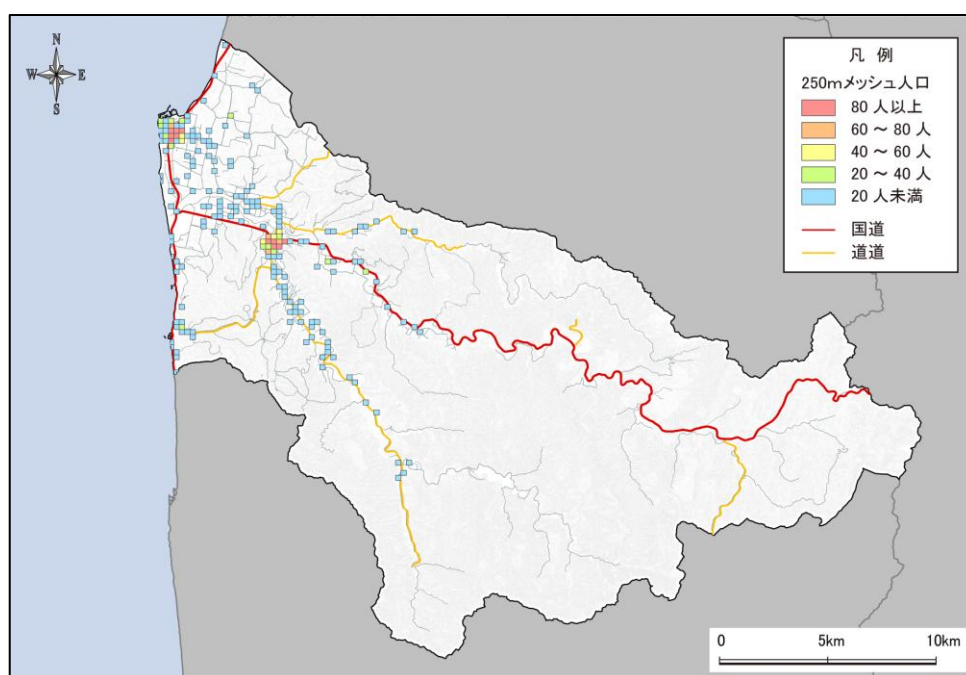 N
W
E
S
凡 例
250mメッシュ人口
80 人以上
60 ～ 80 人
40 ～ 60 人
20 ～ 40 人
20 人未満
国道
道道
0 5km 10km